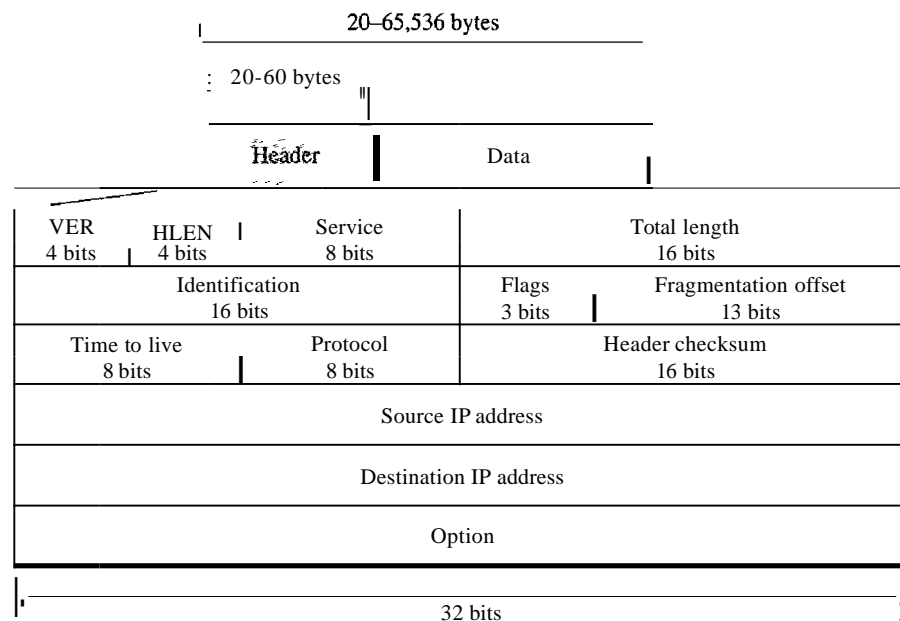 20–65,536 bytes
20-60 bytes
Header
Data
VER
4 bits
HLEN
4 bits
Service
8 bits
Total length
16 bits
Identification
16 bits
Flags
3 bits
Fragmentation offset
13 bits
Time to live
8 bits
Protocol
8 bits
Header checksum
16 bits
Source IP address
Destination IP address
Option
32 bits